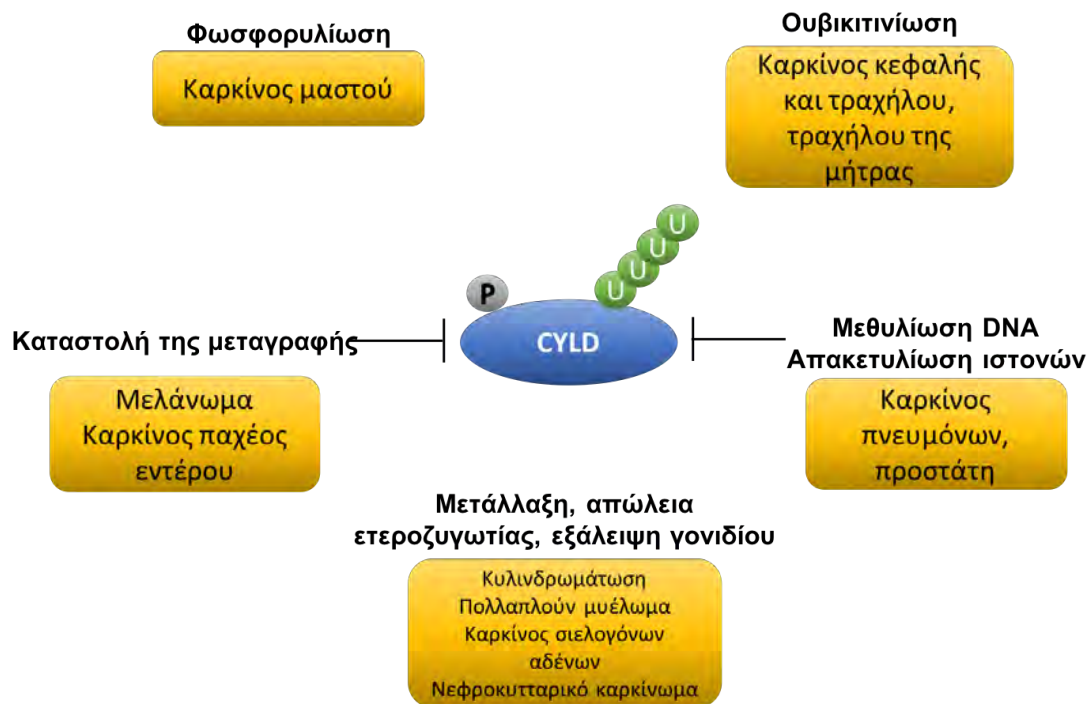 Φωσφορυλίωση
Καρκίνος μαστού
Ουβικιτινίωση
Καρκίνος κεφαλής
και τραχήλου,
τραχήλου της
μήτρας
U
U
U
U
P
CYLD
Καταστολή της μεταγραφής
Μελάνωμα
Καρκίνος παχέος
εντέρου
Μεθυλίωση DNA
Απακετυλίωση ιστονών
Καρκίνος
πνευμόνων,
προστάτη
Μετάλλαξη, απώλεια
ετεροζυγωτίας, εξάλειψη γονιδίου
Κυλινδρωμάτωση
Πολλαπλούν μυέλωμα
Καρκίνος σιελογόνων
αδένων
Νεφροκυτταρικό καρκίνωμα